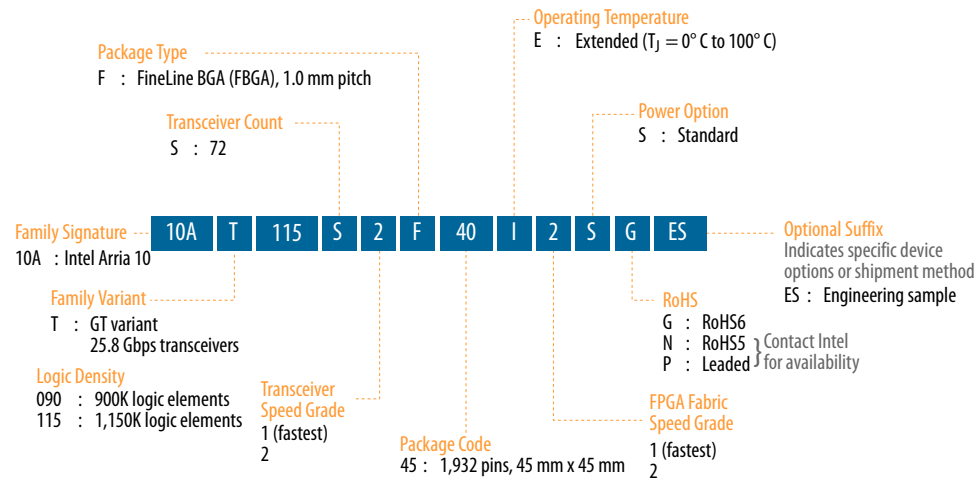 Operating Temperature
E : Extended (TJ = 0° C to 100° C)
Package Type
F : FineLine BGA (FBGA), 1.0 mm pitch
Transceiver Count
S : 72
Power Option
S : Standard
Family Signature
10A : Intel Arria 10
10A T 115 S 2 F 40 I 2 S G ES
Optional Suffix
Indicates specific device
options or shipment method
ES : Engineering sample
Family Variant
T : GT variant
25.8 Gbps transceivers
RoHS
G : RoHS6
N : RoHS5
P : Leaded
} Contact Intel
for availability
Logic Density
090 : 900K logic elements
115 : 1,150K logic elements
Transceiver
Speed Grade
1 (fastest)
2
Package Code
45 : 1,932 pins, 45 mm x 45 mm
FPGA Fabric
Speed Grade
1 (fastest)
2